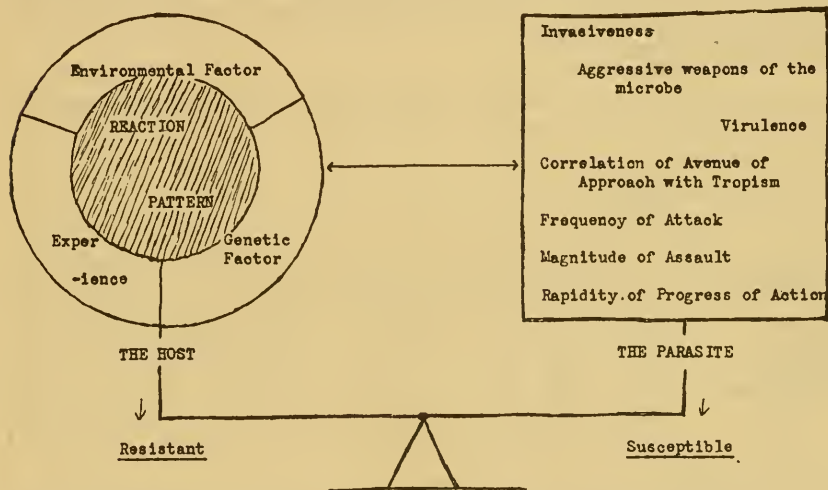 Environmental Factor
REACTION
PATTERN
Exper
-ience
Genetic
Factor
THE HOST
Resistant
Invasiveness
Aggressive weapons of the
microbe
Virulence
Correlation of Avenue of
Approach with Tropism
Frequency of Attack
Magnitude of Assault
Rapidity of Progress of Action
THE PARASITE
Susceptible